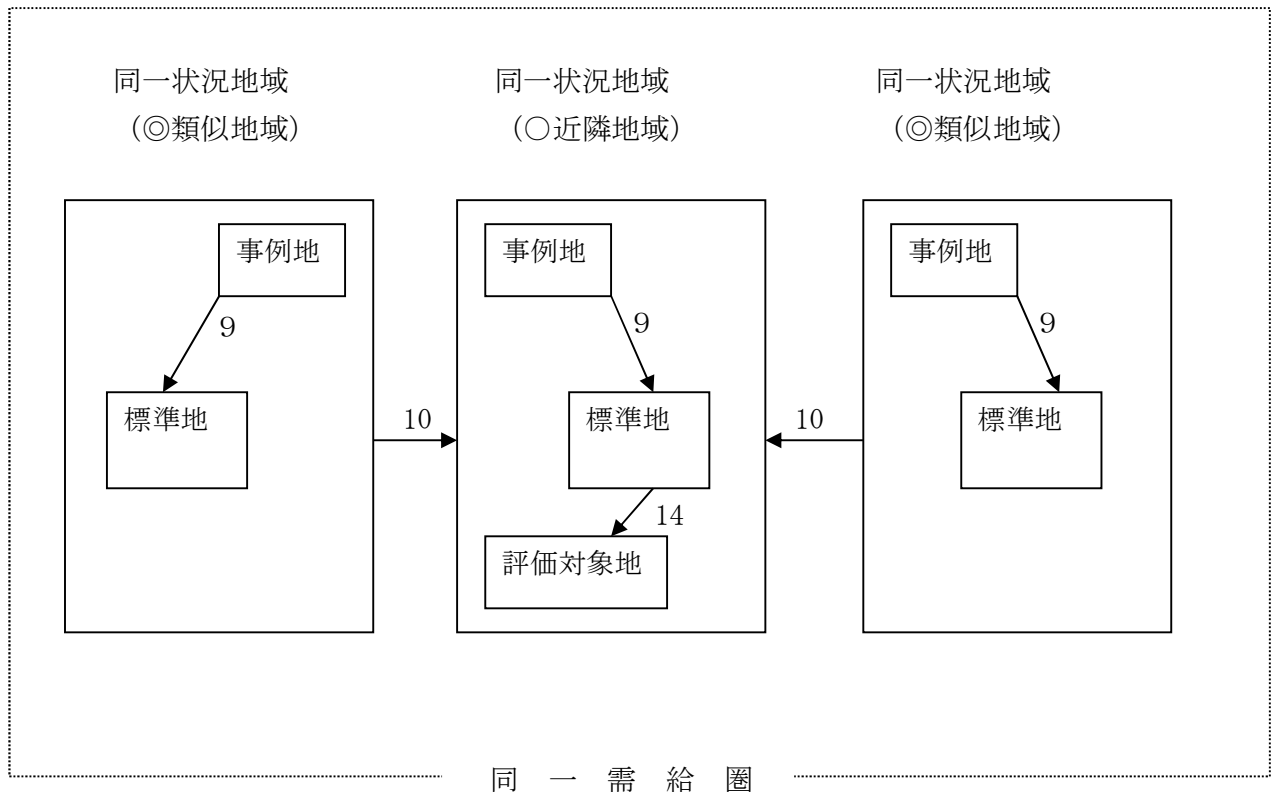 同一状況地域
（◎類似地域）
同一状況地域
（○近隣地域）
同一状況地域
（◎類似地域）
事例地
9
標準地
10
事例地
9
標準地
14
評価対象地
10
事例地
9
標準地
同一需給圏